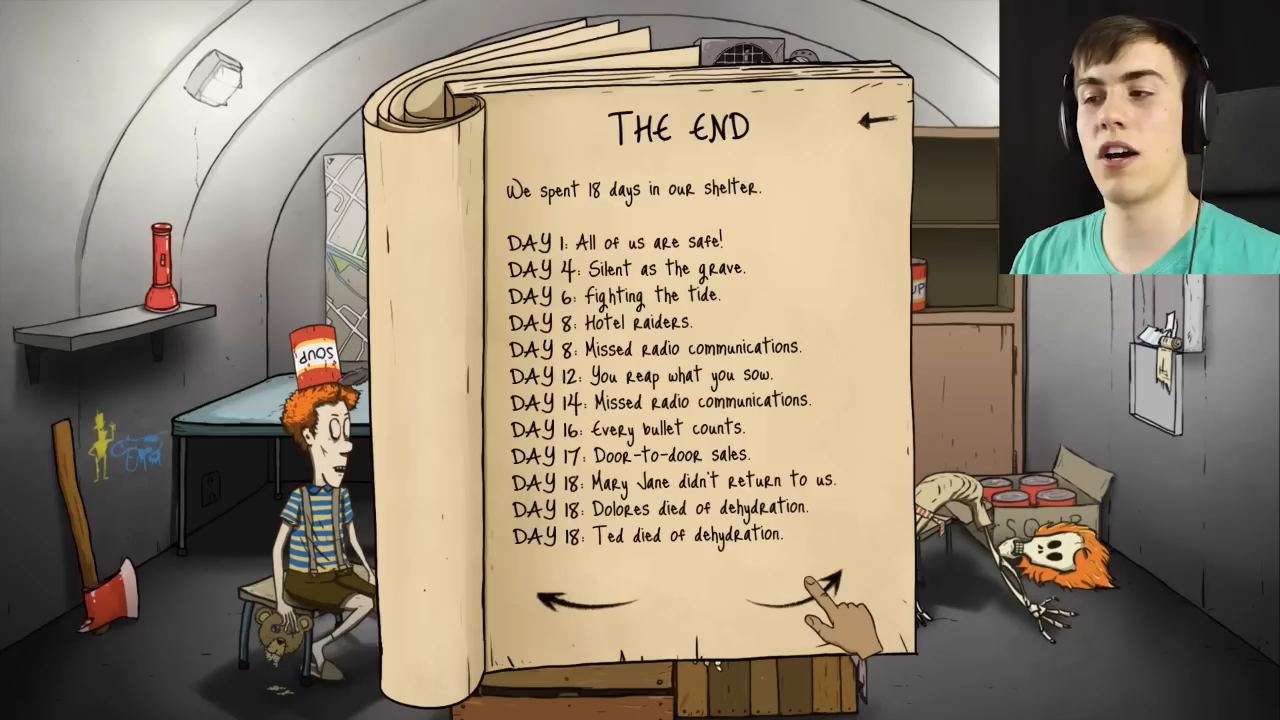 THE END
We spent 18 days in our shelter.
DAY 1: All of us are safe!
DAY 4: Silent as the grave.
DAY 6: Fighting the tide.
DAY 8: Hotel raiders.
DAY 8: Missed radio communications.
DAY 12: You reap what you sow.
DAY 14: Missed radio communications.
DAY 16: Every bullet counts.
DAY 17: Door-to-door sales.
DAY 18: Mary Jane didn't return to us.
DAY 18: Dolores died of dehydration.
DAY 18: Ted died of dehydration.
SOUP
UP
SOUP